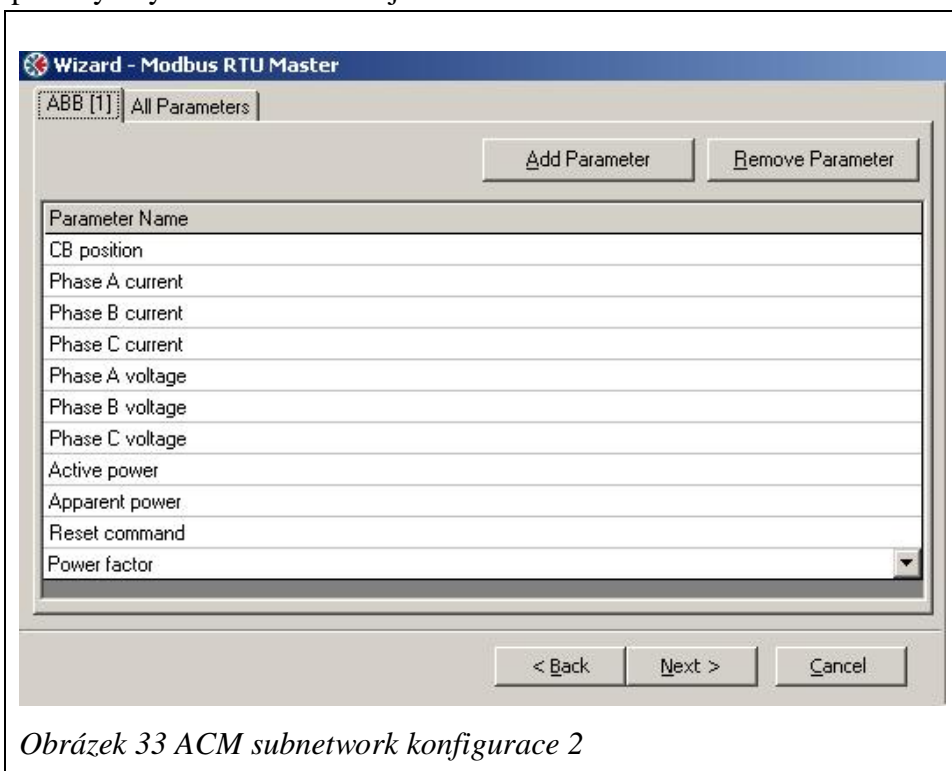 Wizard - Modbus RTU Master
ABB [1] All Parameters
Add Parameter Remove Parameter
Parameter Name
CB position
Phase A current
Phase B current
Phase C current
Phase A voltage
Phase B voltage
Phase C voltage
Active power
Apparent power
Reset command
Power factor
< Back Next > Cancel
Obrázek 33 ACM subnetwork konfigurace 2